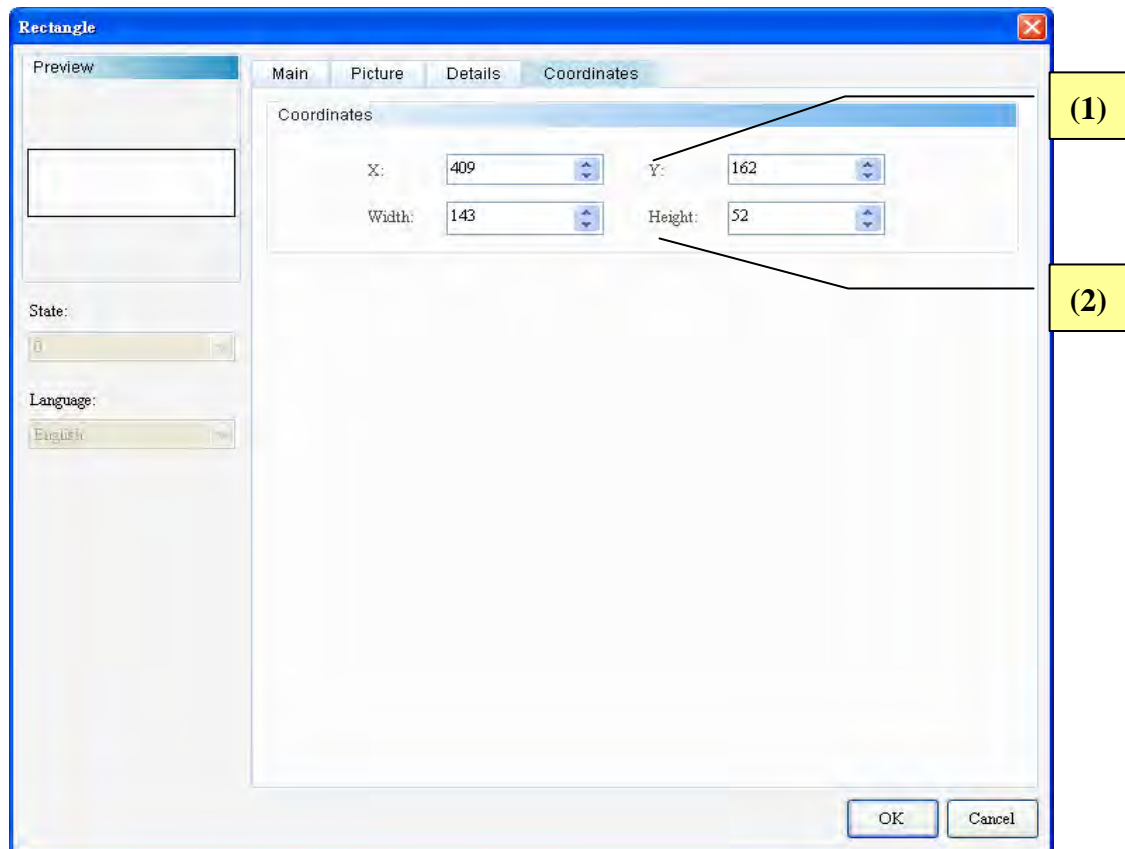 Rectangle
Preview
Main Picture Details Coordinates
(1)
Coordinates
X: 409 Y: 162
Width: 143 Height: 52
(2)
State:
0
Language:
English
OK Cancel